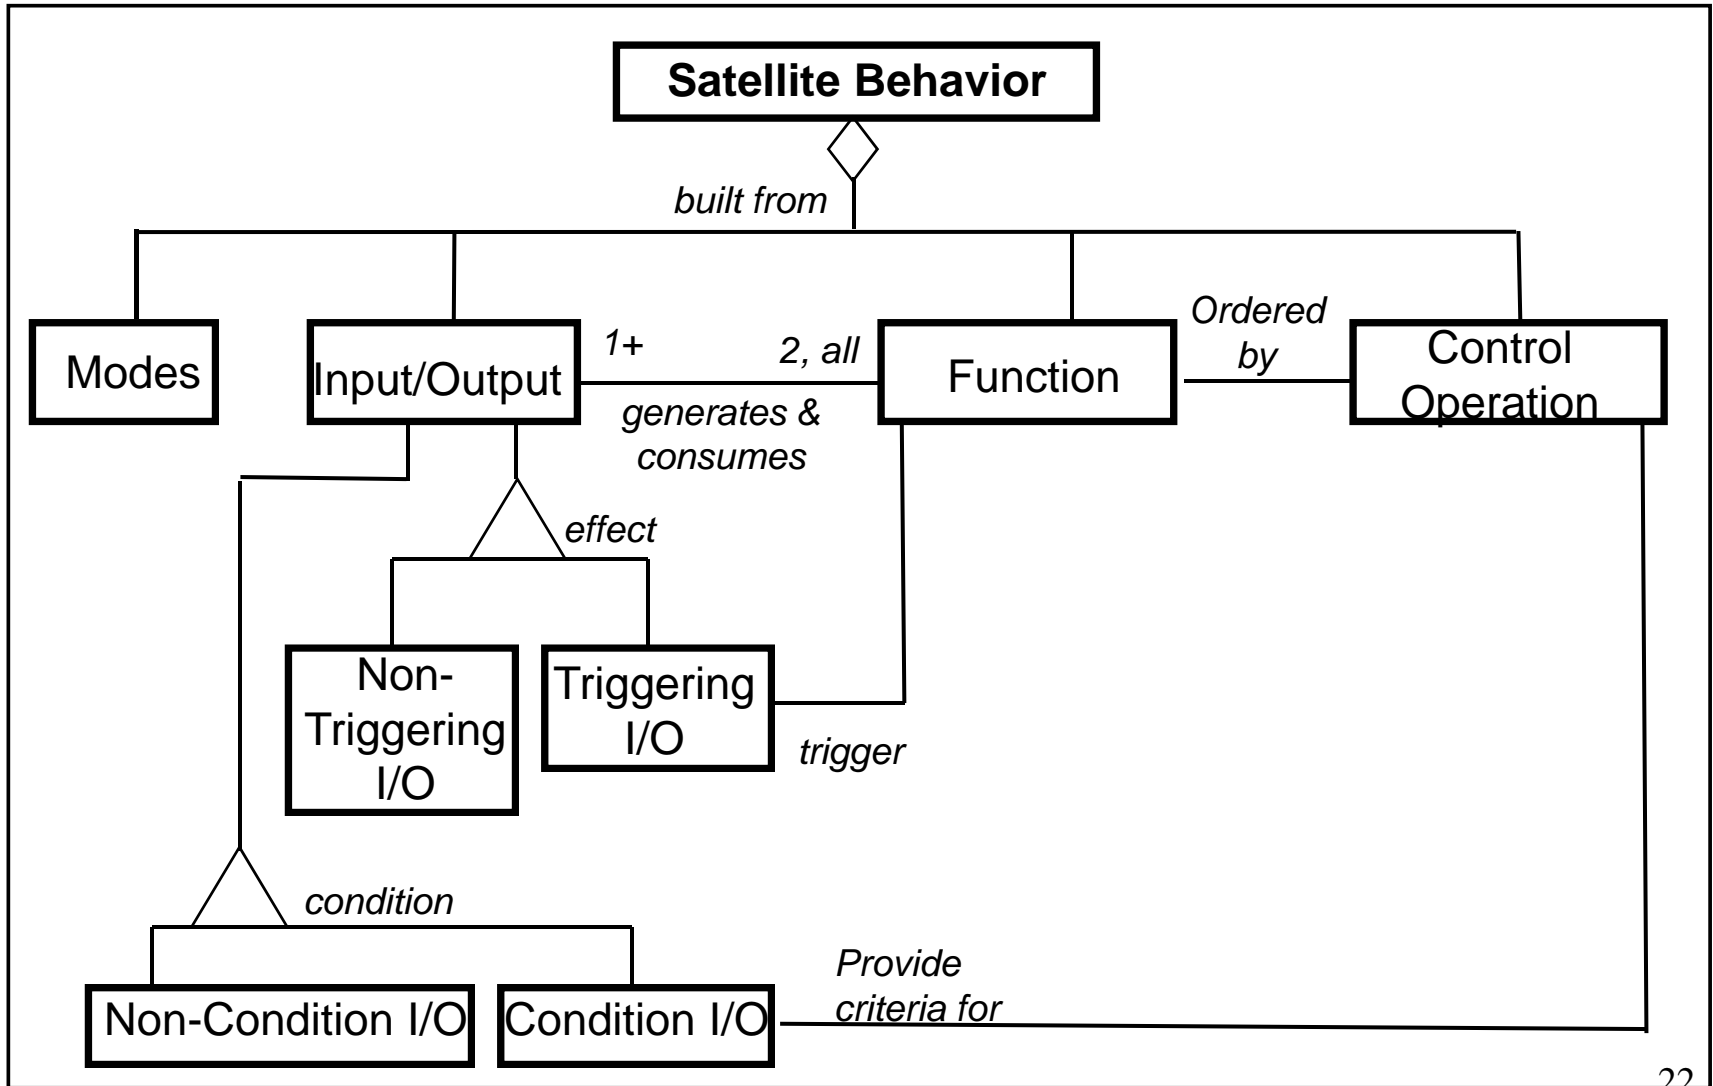 Satellite Behavior
built from
Modes
Input/Output
1+
2, all
generates &
consumes
Function
Ordered
by
Control
Operation
effect
Non-
Triggering
I/O
Triggering
I/O
trigger
condition
Non-Condition I/O
Condition I/O
Provide
criteria for
22